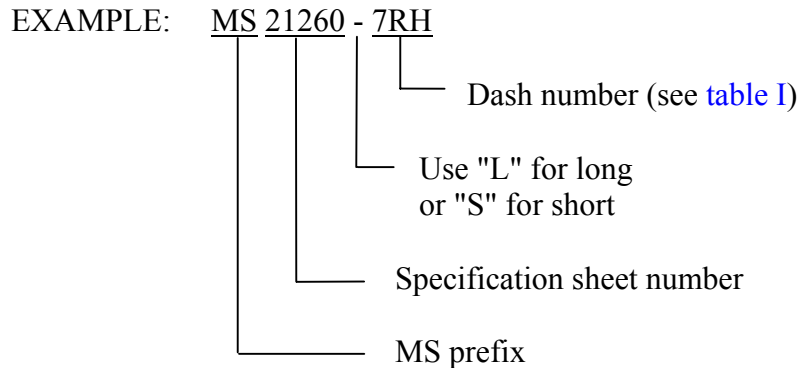 EXAMPLE: MS 21260 - 7RH
Dash number (see table I)
Use "L" for long
or "S" for short
Specification sheet number
MS prefix